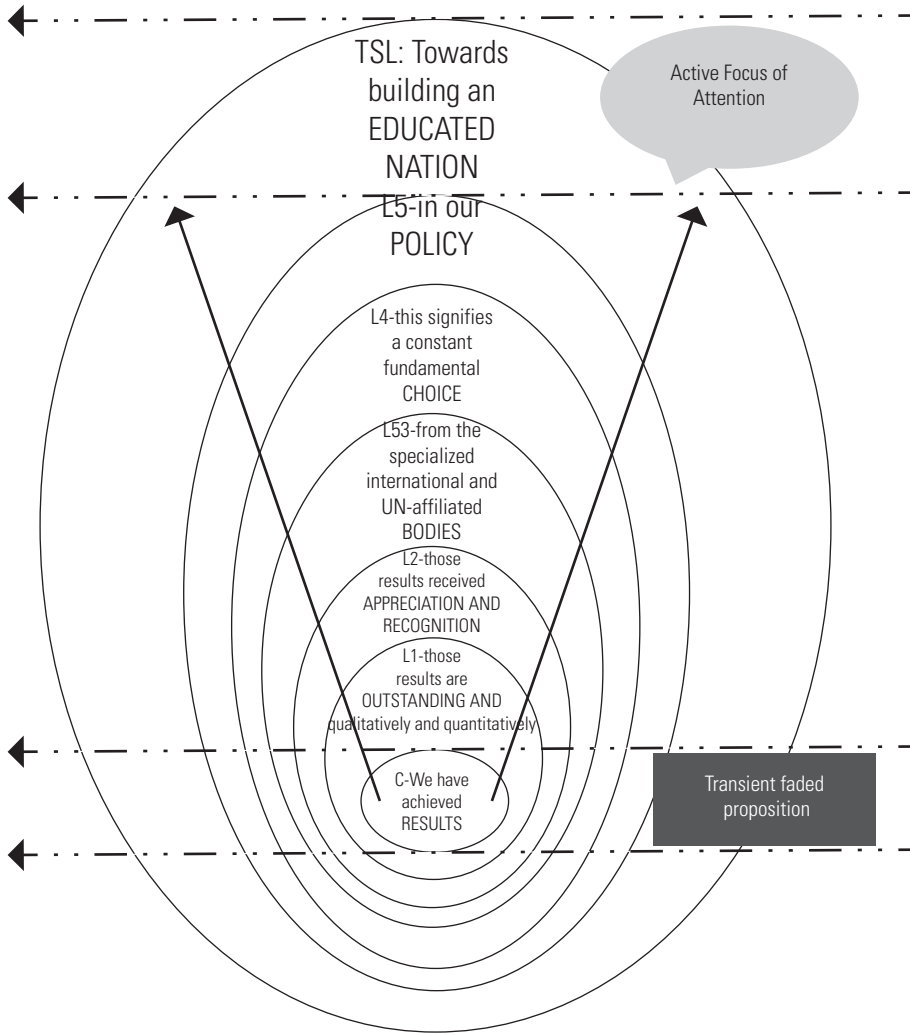 TSL: Towards
building an
EDUCATED
NATION
Active Focus of
Attention
L5-in our
POLICY
L4-this signifies
a constant
fundamental
CHOICE
L53-from the
specialized
international and
UN-affiliated
BODIES
L2-those
results received
APPRECIATION AND
RECOGNITION
L1-those
results are
OUTSTANDING AND
qualitatively and quantitatively
C-We have
achieved
RESULTS
Transient faded
proposition